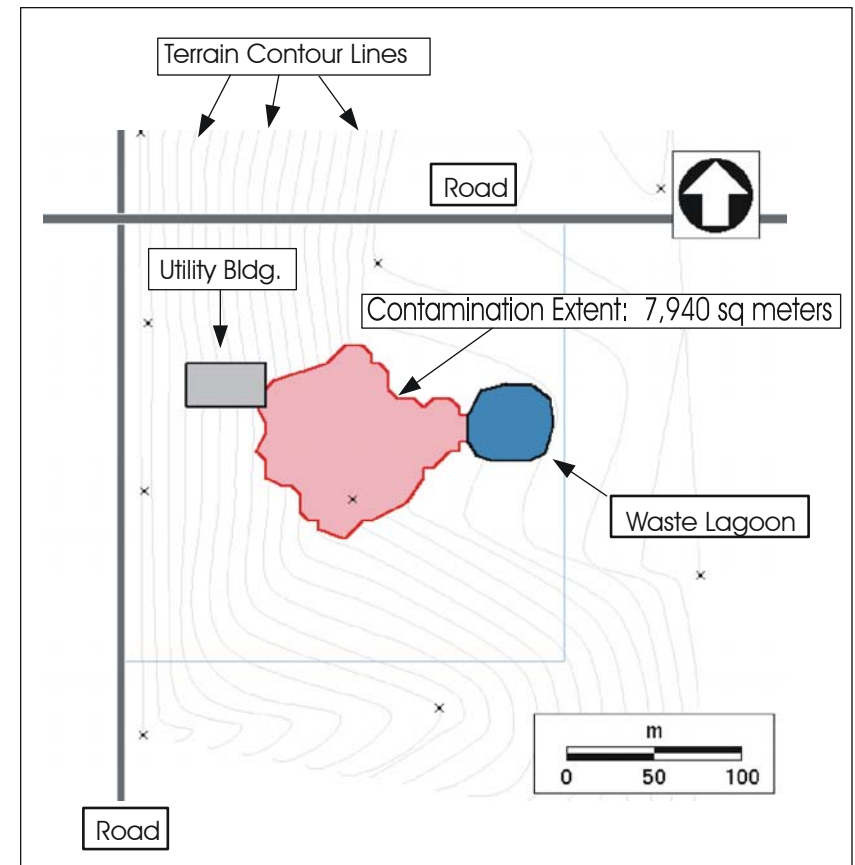 Terrain Contour Lines
Road
Utility Bldg.
Contamination Extent: 7,940 sq meters
Waste Lagoon
m
0 50 100
Road